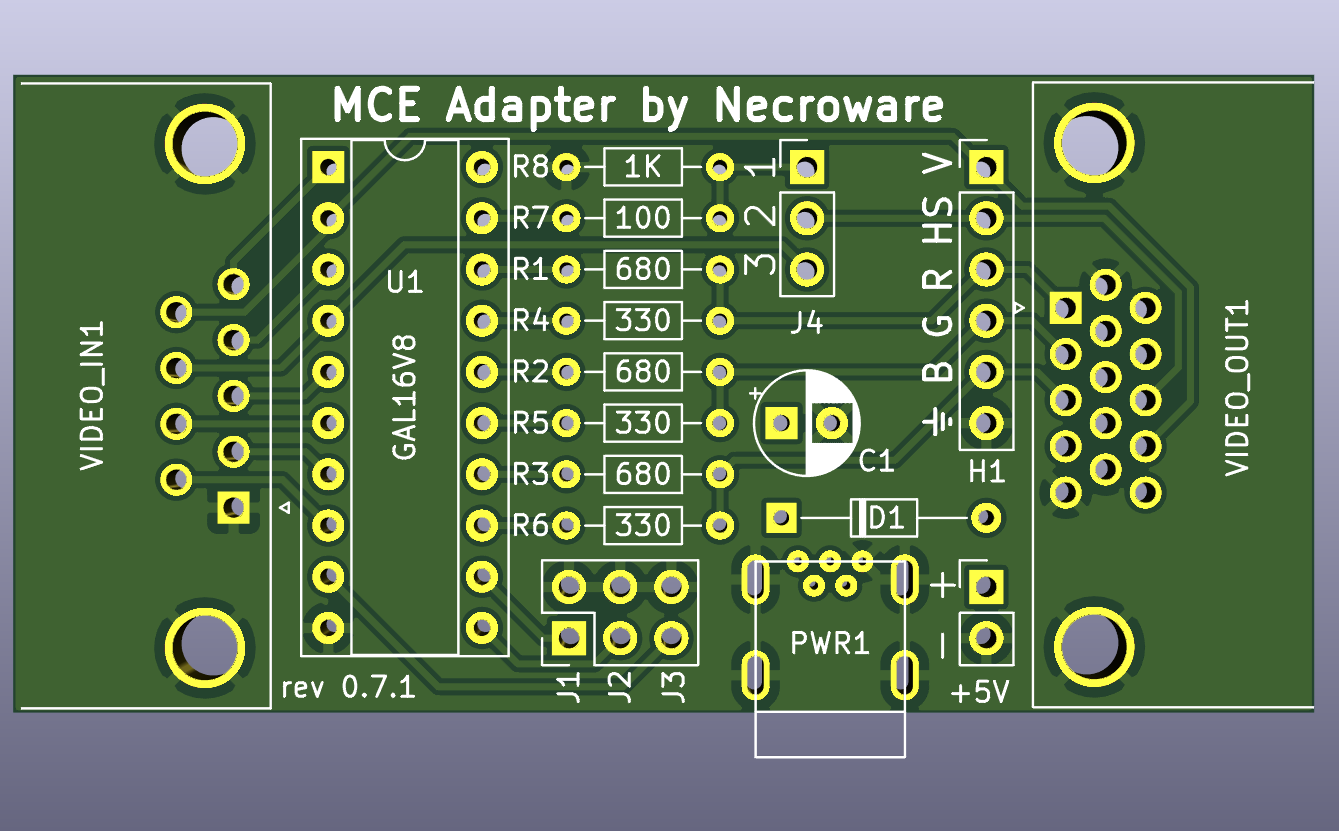 MCE Adapter by Necroware
R8 1K
R7 100
R1 680
R4 330
R2 680
R5 330
R3 680
R6 330
U1
GAL16V8
VIDEO_IN1
1
2
3
J4
V
HS
R
G
B
H1
VIDEO_OUT1
+
C1
D1
PWR1
+
-
+5V
J1
J2
J3
rev 0.7.1